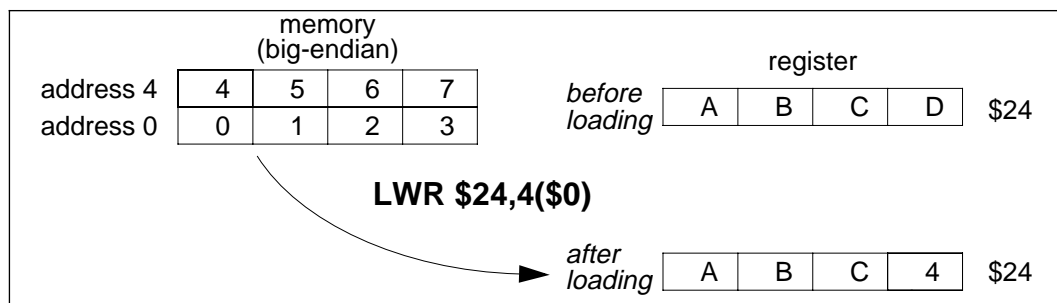 memory
(big-endian)
register
address 4 4 5 6 7
address 0 0 1 2 3
before
loading A B C D $24
LWR $24,4($0)
after
loading A B C 4 $24